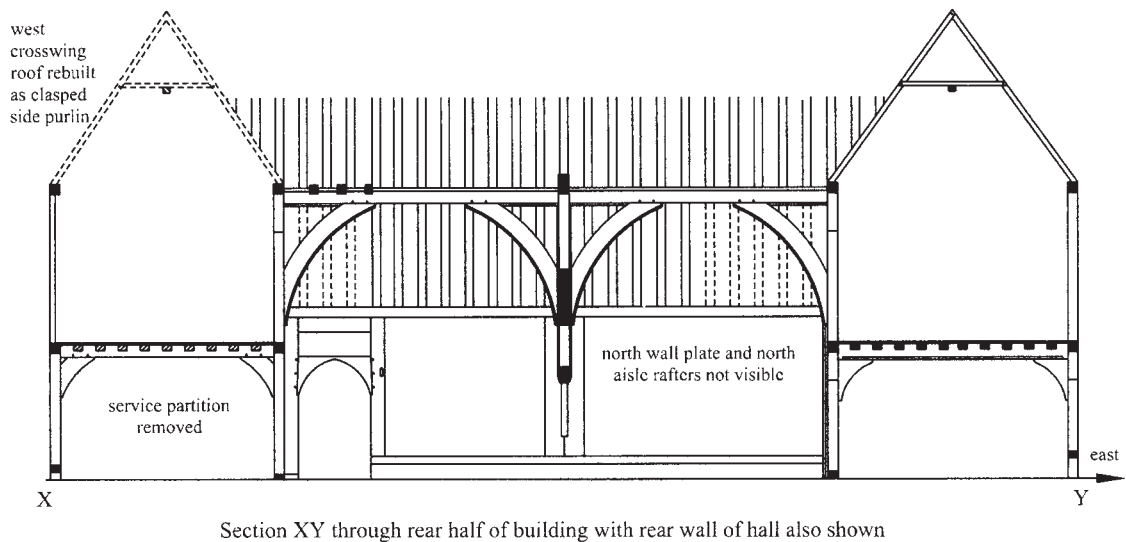 west
crosswing
roof rebuilt
as clasped
side purlin
north wall plate and north
aisle rafters not visible
service partition
removed
east
X
Y
Section XY through rear half of building with rear wall of hall also shown